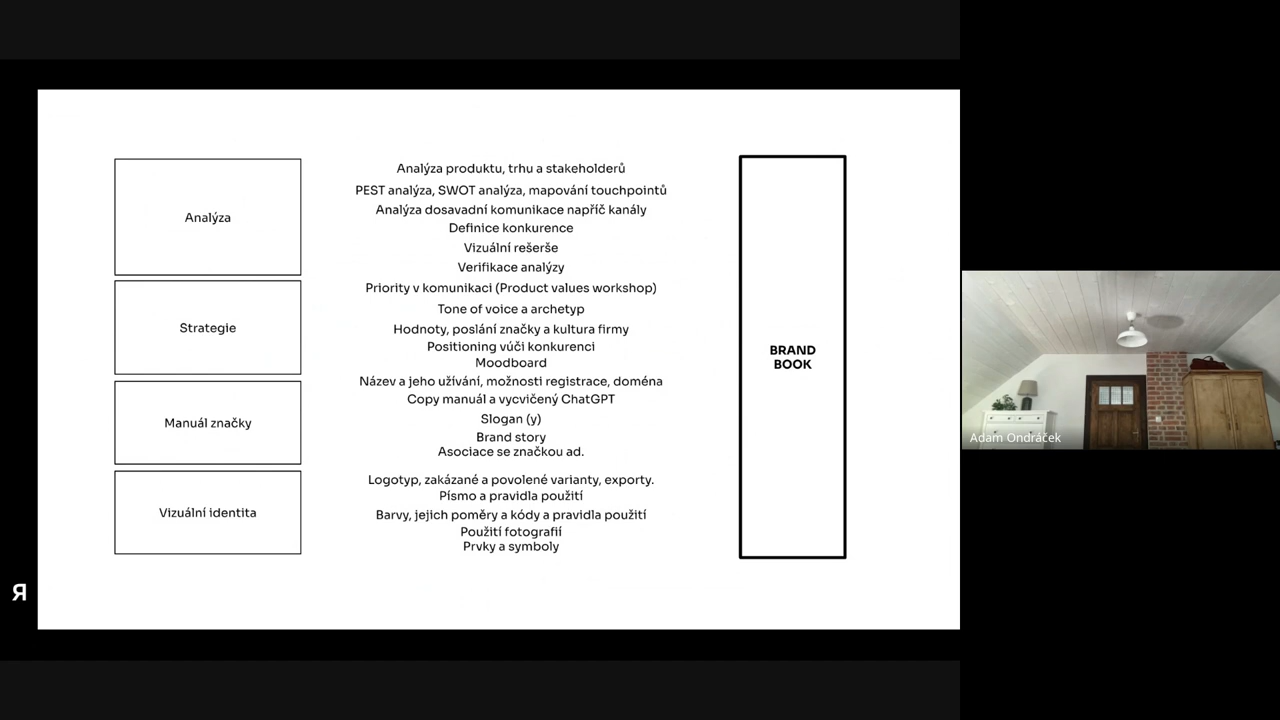 Analýza
Analýza produktu, trhu a stakeholderů
PEST analýza, SWOT analýza, mapování touchpointů
Analýza dosavadní komunikace napříč kanály
Definice konkurence
Vizuální rešerše
Verifikace analýzy
Strategie
Priority v komunikaci (Product values workshop)
Tone of voice a archetyp
Hodnoty, poslání značky a kultura firmy
Positioning vúči konkurenci
Moodboard
Manuál značky
Název a jeho užívání, možnosti registrace, doména
Copy manuál a vycvičený ChatGPT
Slogan (y)
Brand story
Asociace se značkou ad.
Vizuální identita
Logotyp, zakázané a povolené varianty, exporty.
Písmo a pravidla použití
Barvy, jejich poměry a kódy a pravidla použití
Použití fotografií
Prvky a symboly
BRAND
BOOK
Я
Adam Ondráček